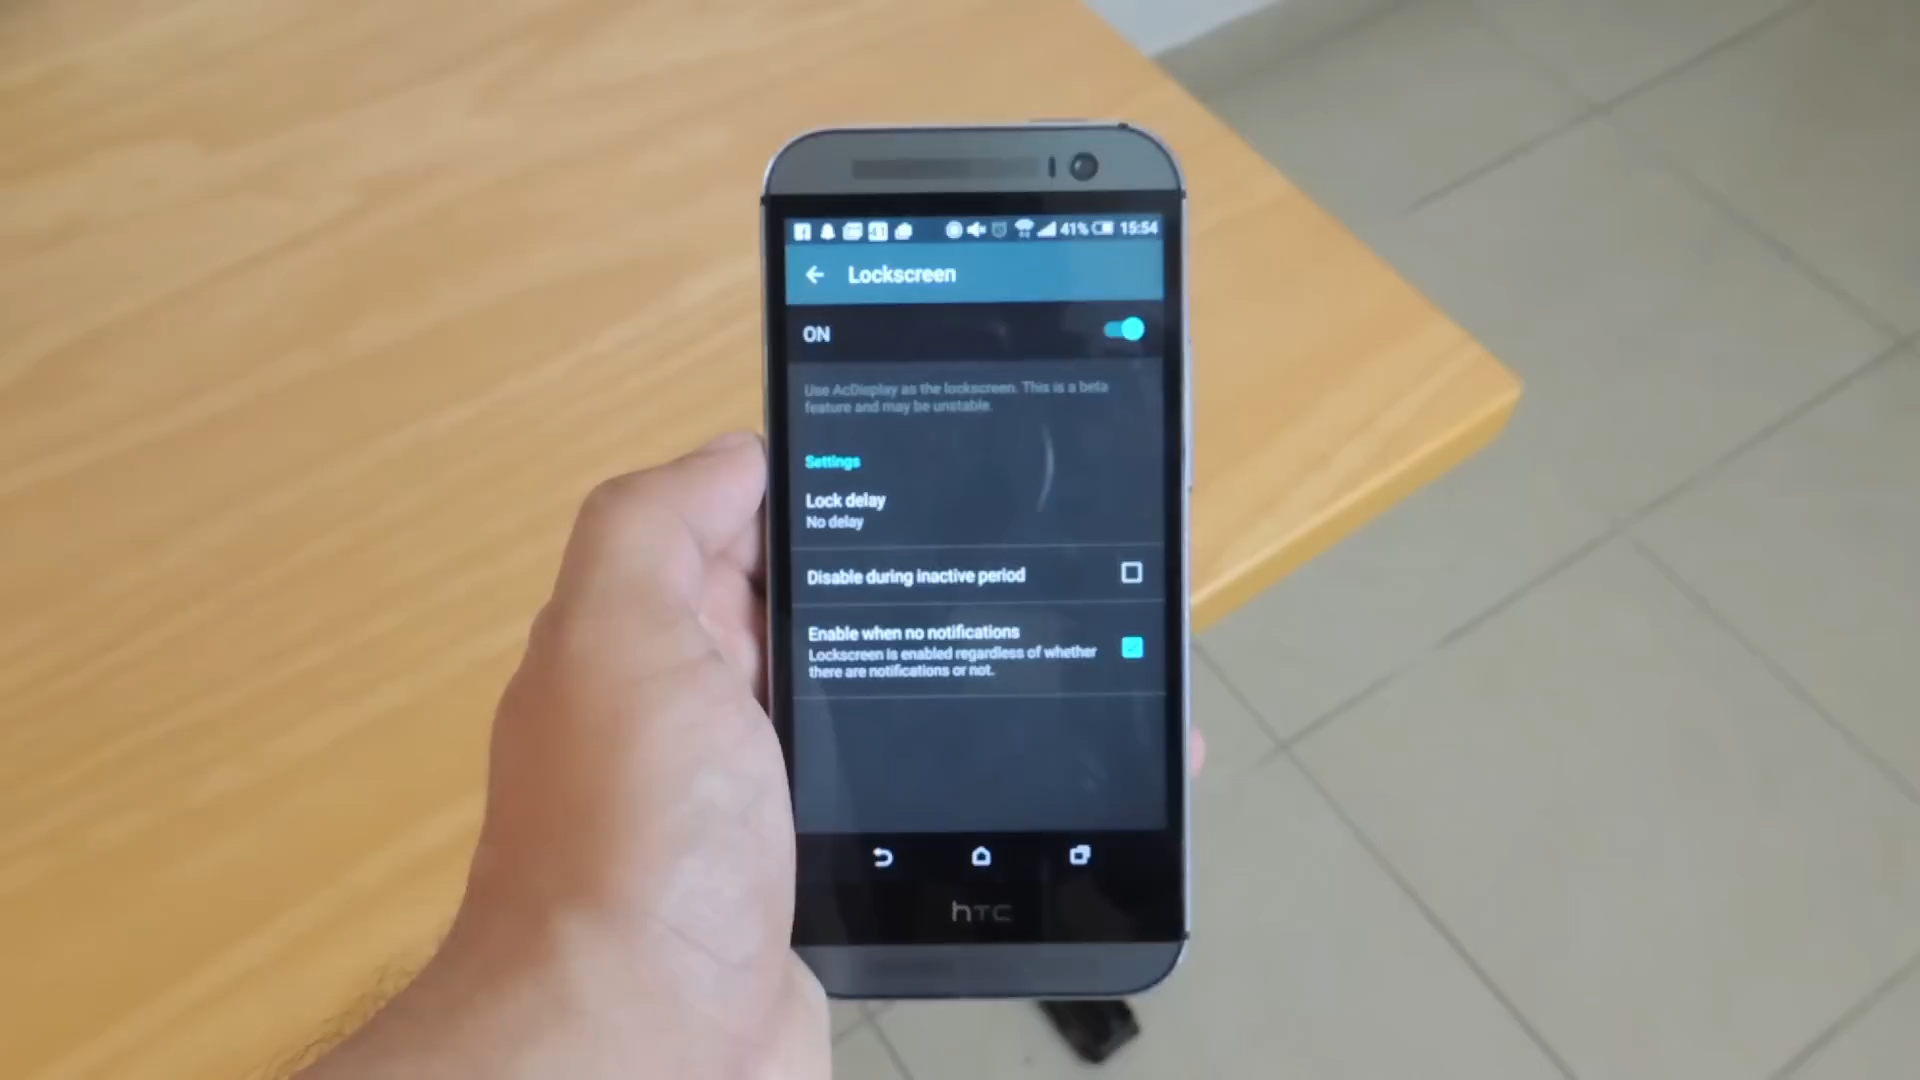 41% 15:54
Lockscreen
ON
Use AcDisplay as the lockscreen. This is a beta
feature and may be unstable.
Settings
Lock delay
No delay
Disable during inactive period
Enable when no notifications
Lockscreen is enabled regardless of whether
there are notifications or not.
hTC